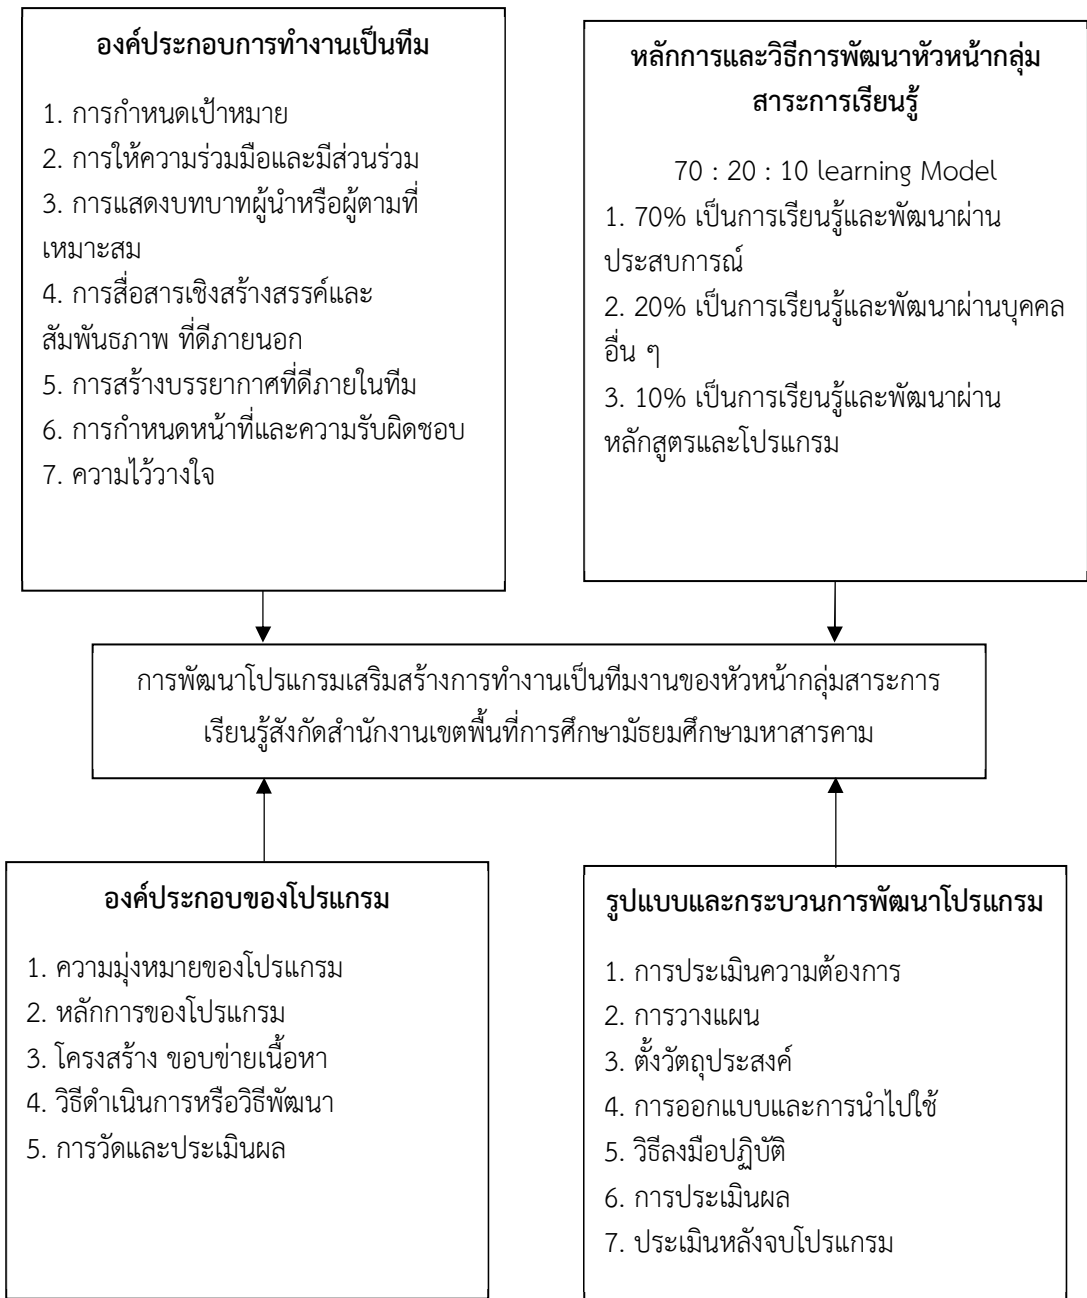 องค์ประกอบการทำงานเป็นทีม
1. การกำหนดเป้าหมาย
2. การให้ความร่วมมือและมีส่วนร่วม
3. การแสดงบทบาทผู้นำหรือผู้ตามที่
เหมาะสม
4. การสื่อสารเชิงสร้างสรรค์และ
สัมพันธภาพ ที่ดีภายนอก
5. การสร้างบรรยากาศที่ดีภายในทีม
6. การกำหนดหน้าที่และความรับผิดชอบ
7. ความไว้วางใจ
หลักการและวิธีการพัฒนาหัวหน้ากลุ่ม
สาระการเรียนรู้
70 : 20 : 10 learning Model
1. 70% เป็นการเรียนรู้และพัฒนาผ่าน
ประสบการณ์
2. 20% เป็นการเรียนรู้และพัฒนาผ่านบุคคล
อื่น ๆ
3. 10% เป็นการเรียนรู้และพัฒนาผ่าน
หลักสูตรและโปรแกรม
การพัฒนาโปรแกรมเสริมสร้างการทำงานเป็นทีมงานของหัวหน้ากลุ่มสาระการ
เรียนรู้สังกัดสำนักงานเขตพื้นที่การศึกษามัธยมศึกษามหาสารคาม
องค์ประกอบของโปรแกรม
1. ความมุ่งหมายของโปรแกรม
2. หลักการของโปรแกรม
3. โครงสร้าง ขอบข่ายเนื้อหา
4. วิธีดำเนินการหรือวิธีพัฒนา
5. การวัดและประเมินผล
รูปแบบและกระบวนการพัฒนาโปรแกรม
1. การประเมินความต้องการ
2. การวางแผน
3. ตั้งวัตถุประสงค์
4. การออกแบบและการนำไปใช้
5. วิธีลงมือปฏิบัติ
6. การประเมินผล
7. ประเมินหลังจบโปรแกรม